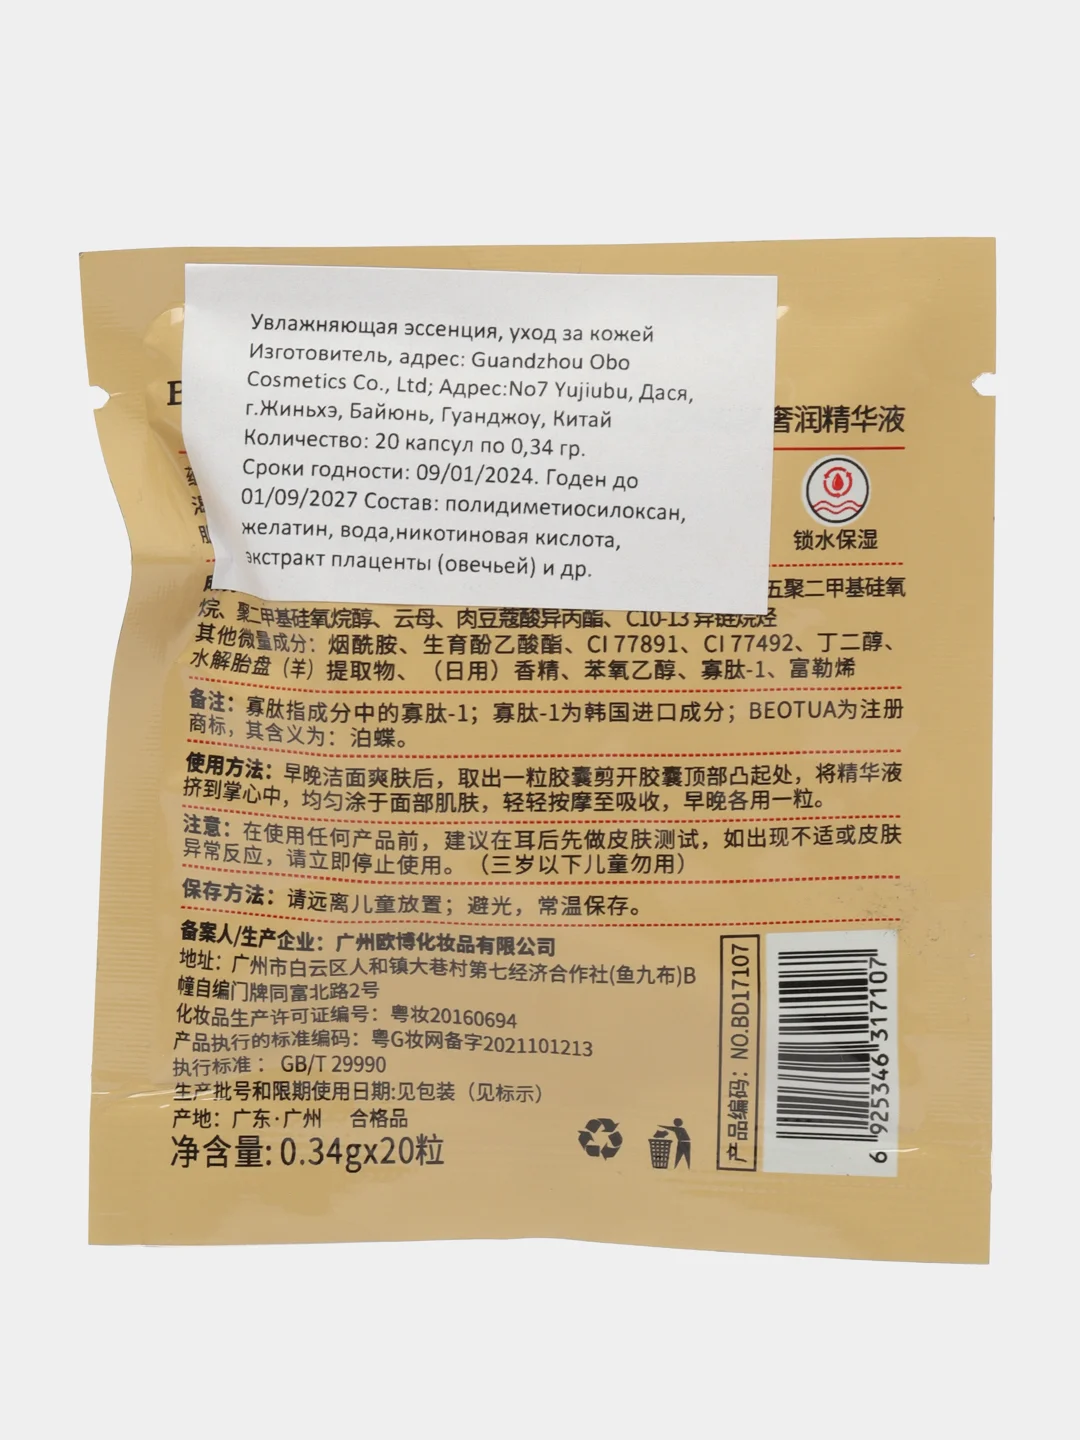 Увлажняющая эссенция, уход за кожей
Изготовитель, адрес: Guandzhou Obo
Cosmetics Co., Ltd; Адрес:No7 Yujiubu, Дася,
г.Жиньхэ, Байюнь, Гуанджоу, Китай
Количество: 20 капсул по 0,34 гр.
Сроки годности: 09/01/2024. Годен до
01/09/2027 Состав: полидиметиосилоксан,
желатин, вода,никотиновая кислота,
экстракт плаценты (овечьей) и др.
奢润精华液
锁水保湿
五聚二甲基硅氧
烷、聚二甲基硅氧烷醇、云母、肉豆蔻酸异丙酯、C10-13 异链烷烃
其他微量成分：烟酰胺、生育酚乙酸酯、CI 77891、CI 77492、丁二醇、
水解胎盘（羊）提取物、（日用）香精、苯氧乙醇、寡肽-1、富勒烯
备注：寡肽指成分中的寡肽-1；寡肽-1为韩国进口成分；BEOTUA为注册
商标，其含义为：泊蝶。
使用方法：早晚洁面爽肤后，取出一粒胶囊剪开胶囊顶部凸起处，将精华液
挤到掌心中，均匀涂于面部肌肤，轻轻按摩至吸收，早晚各用一粒。
注意：在使用任何产品前，建议在耳后先做皮肤测试，如出现不适或皮肤
异常反应，请立即停止使用。（三岁以下儿童勿用）
保存方法：请远离儿童放置；避光，常温保存。
备案人/生产企业：广州欧博化妆品有限公司
地址：广州市白云区人和镇大巷村第七经济合作社(鱼九布)B
幢自编门牌同富北路2号
化妆品生产许可证编号：粤妆20160694
产品执行的标准编码：粤G妆网备字2021101213
执行标准：GB/T 29990
生产批号和限期使用日期:见包装（见标示）
产地：广东·广州 合格品
净含量: 0.34gx20粒
产品编码：NO.BD17107
6 925346 317107